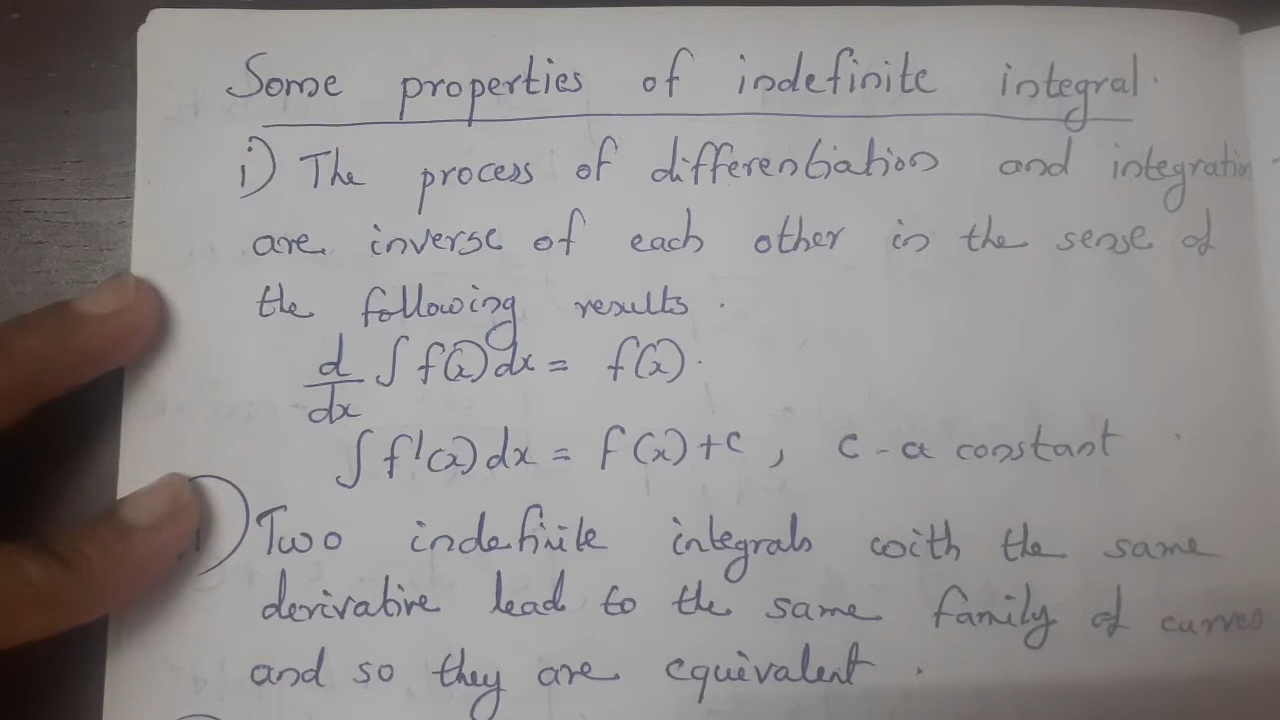 Some properties of indefinite integral.
i) The process of differentiation and integration
are inverse of each other in the sense of
the following results.
d/dx ∫ f(x) dx = f(x).
∫ f'(x) dx = f(x) + c, c - a constant
) Two indefinite integrals with the same
derivative lead to the same family of curves
and so they are equivalent.